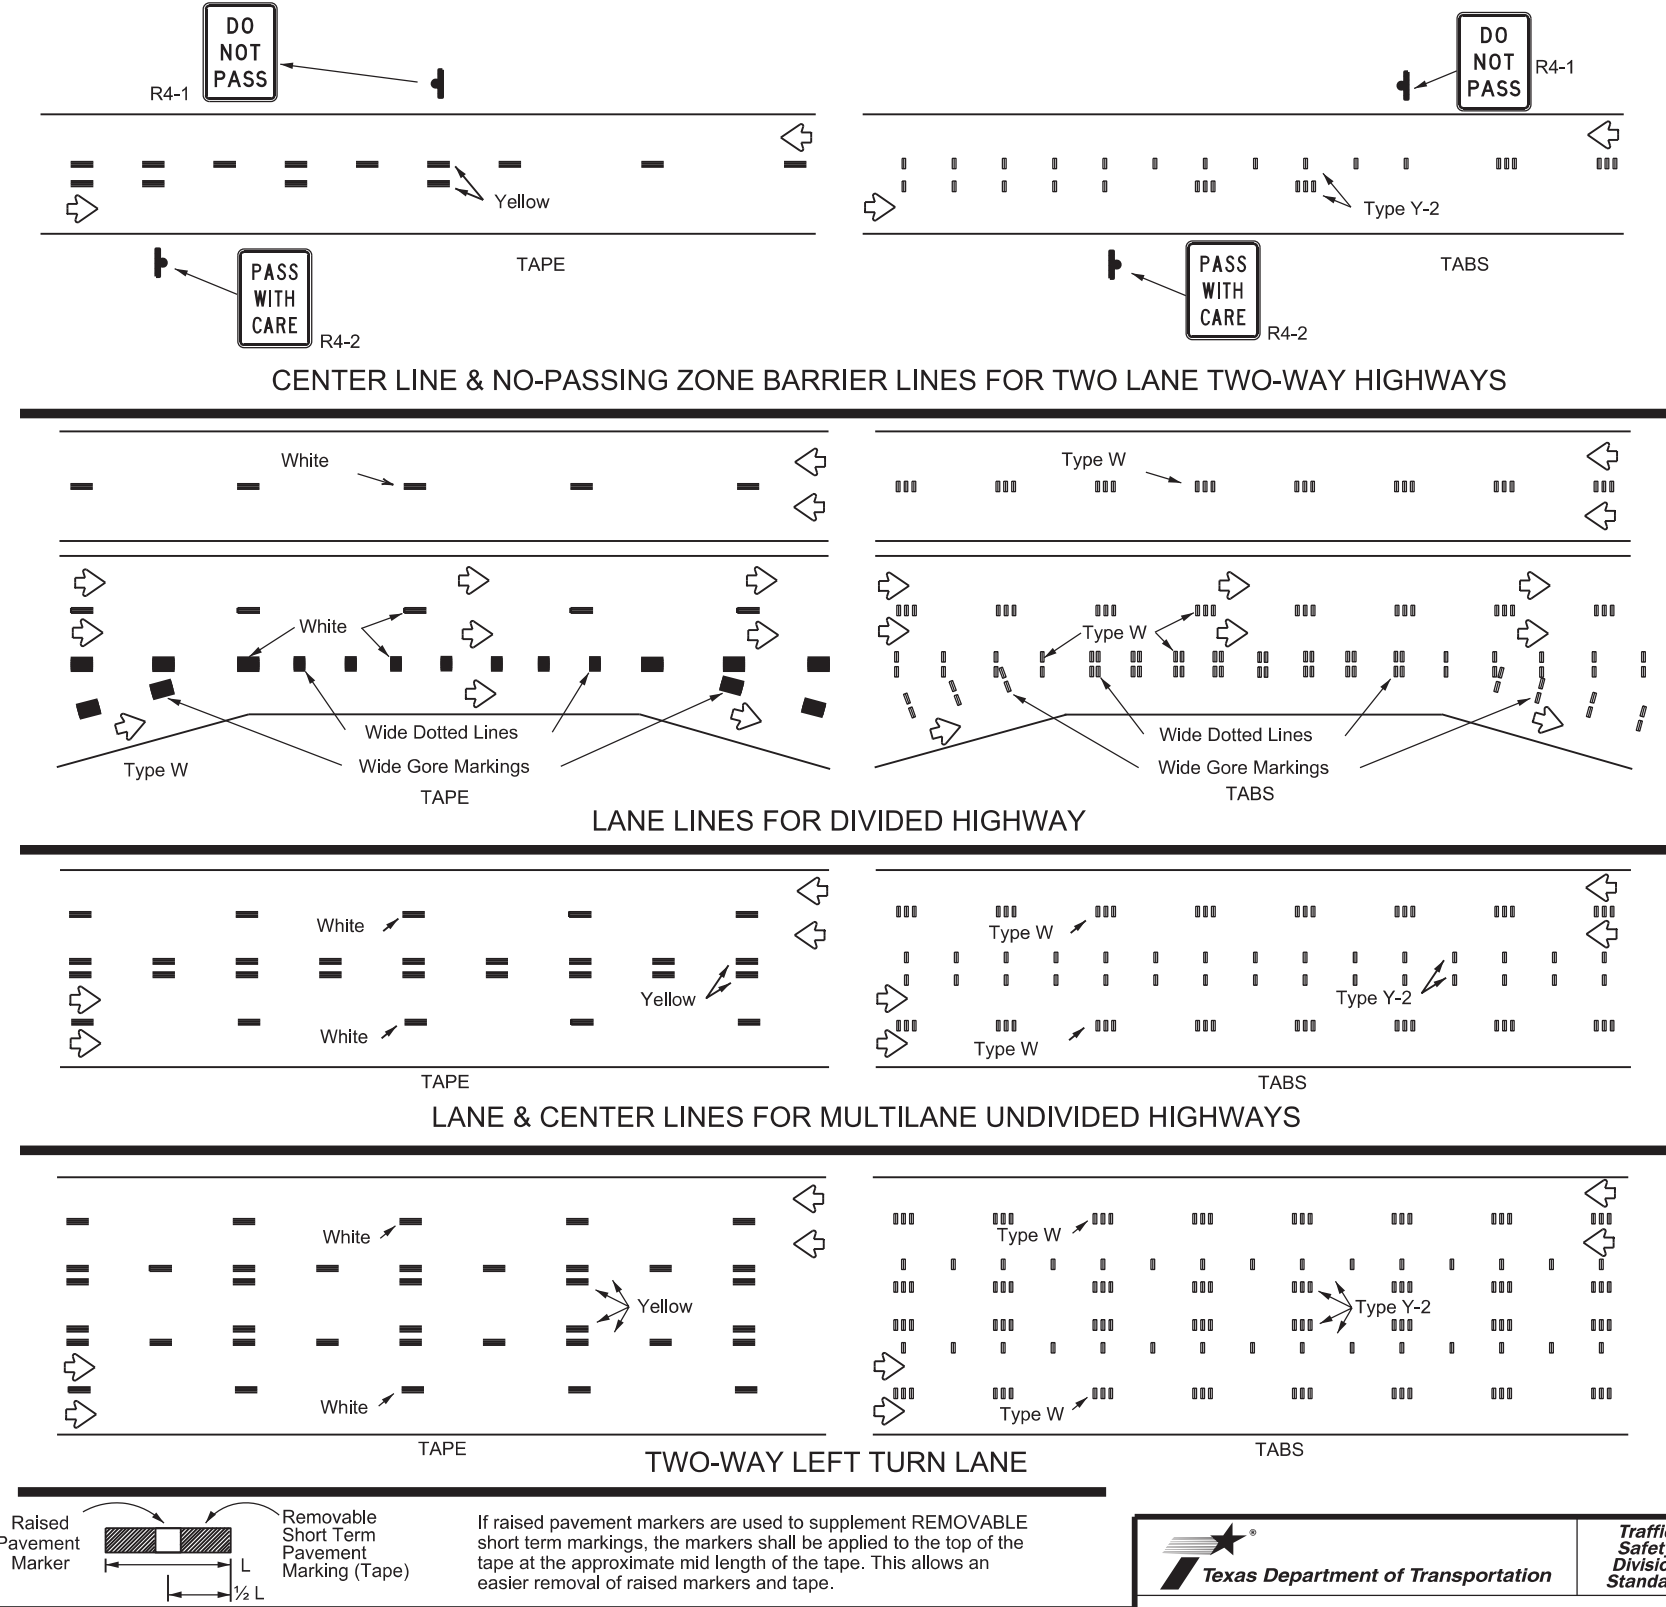 DO
NOT
PASS
R4-1
DO
NOT
PASS
R4-1
Yellow
Type Y-2
TAPE
TABS
PASS
WITH
CARE
R4-2
PASS
WITH
CARE
R4-2
CENTER LINE & NO-PASSING ZONE BARRIER LINES FOR TWO LANE TWO-WAY HIGHWAYS
White
Type W
White
Type W
Wide Dotted Lines
Wide Dotted Lines
Type W
Wide Gore Markings
Wide Gore Markings
TAPE
TABS
LANE LINES FOR DIVIDED HIGHWAY
White
Type W
Yellow
Type Y-2
White
Type W
TAPE
TABS
LANE & CENTER LINES FOR MULTILANE UNDIVIDED HIGHWAYS
White
Type W
Yellow
Type Y-2
White
Type W
TAPE
TABS
TWO-WAY LEFT TURN LANE
Raised
Pavement
Marker
L
½ L
Removable
Short Term
Pavement
Marking (Tape)
If raised pavement markers are used to supplement REMOVABLE
short term markings, the markers shall be applied to the top of the
tape at the approximate mid length of the tape. This allows an
easier removal of raised markers and tape.
®
Texas Department of Transportation
Traffic
Safety
Divisio
Standa